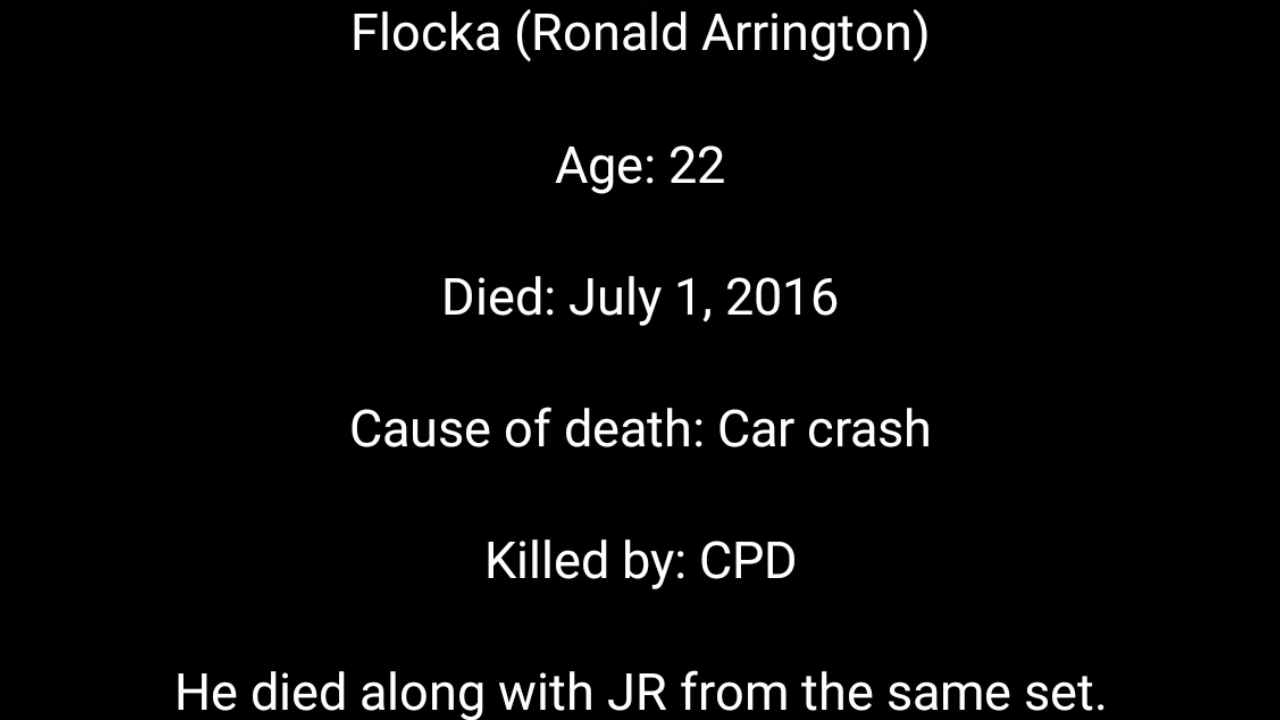 Flocka (Ronald Arrington)
Age: 22
Died: July 1, 2016
Cause of death: Car crash
Killed by: CPD
He died along with JR from the same set.